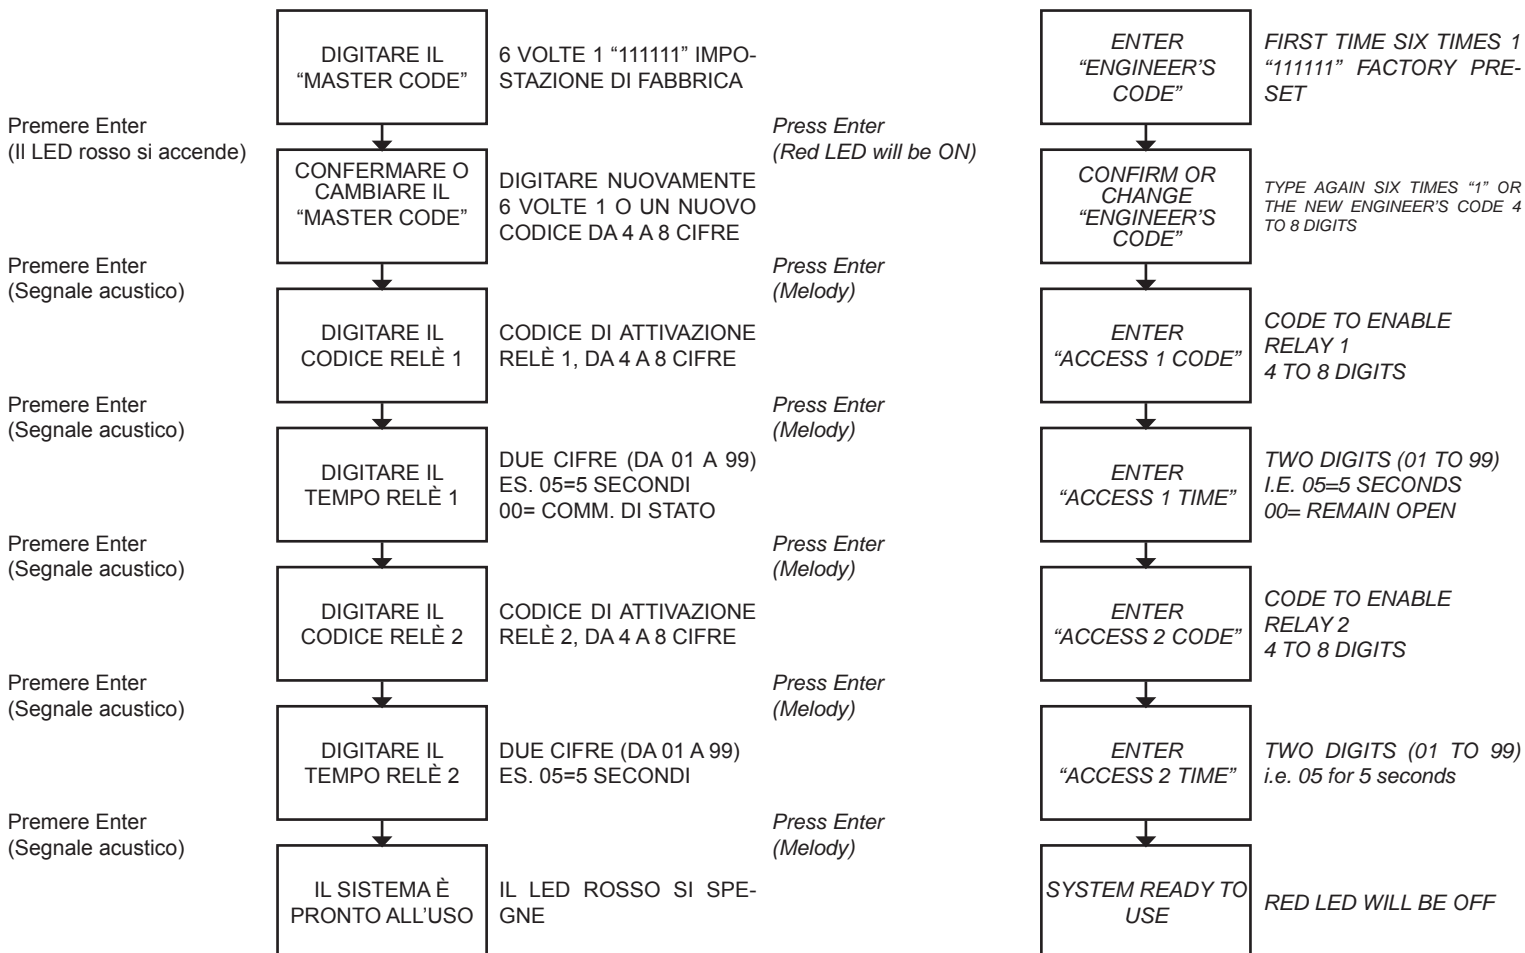 DIGITARE IL
“MASTER CODE”
6 VOLTE 1 “111111” IMPO-
STAZIONE DI FABBRICA
Premere Enter
(Il LED rosso si accende)
CONFERMARE O
CAMBIARE IL
“MASTER CODE”
DIGITARE NUOVAMENTE
6 VOLTE 1 O UN NUOVO
CODICE DA 4 A 8 CIFRE
Premere Enter
(Segnale acustico)
DIGITARE IL
CODICE RELÈ 1
CODICE DI ATTIVAZIONE
RELÈ 1, DA 4 A 8 CIFRE
Premere Enter
(Segnale acustico)
DIGITARE IL
TEMPO RELÈ 1
DUE CIFRE (DA 01 A 99)
ES. 05=5 SECONDI
00= COMM. DI STATO
Premere Enter
(Segnale acustico)
DIGITARE IL
CODICE RELÈ 2
CODICE DI ATTIVAZIONE
RELÈ 2, DA 4 A 8 CIFRE
Premere Enter
(Segnale acustico)
DIGITARE IL
TEMPO RELÈ 2
DUE CIFRE (DA 01 A 99)
ES. 05=5 SECONDI
Premere Enter
(Segnale acustico)
IL SISTEMA È
PRONTO ALL’USO
IL LED ROSSO SI SPE-
GNE
ENTER
“ENGINEER’S
CODE”
FIRST TIME SIX TIMES 1
“111111” FACTORY PRE-
SET
Press Enter
(Red LED will be ON)
CONFIRM OR
CHANGE
“ENGINEER’S
CODE”
TYPE AGAIN SIX TIMES “1” OR
THE NEW ENGINEER’S CODE 4
TO 8 DIGITS
Press Enter
(Melody)
ENTER
“ACCESS 1 CODE”
CODE TO ENABLE
RELAY 1
4 TO 8 DIGITS
Press Enter
(Melody)
ENTER
“ACCESS 1 TIME”
TWO DIGITS (01 TO 99)
I.E. 05=5 SECONDS
00= REMAIN OPEN
Press Enter
(Melody)
ENTER
“ACCESS 2 CODE”
CODE TO ENABLE
RELAY 2
4 TO 8 DIGITS
Press Enter
(Melody)
ENTER
“ACCESS 2 TIME”
TWO DIGITS (01 TO 99)
i.e. 05 for 5 seconds
Press Enter
(Melody)
SYSTEM READY TO
USE
RED LED WILL BE OFF